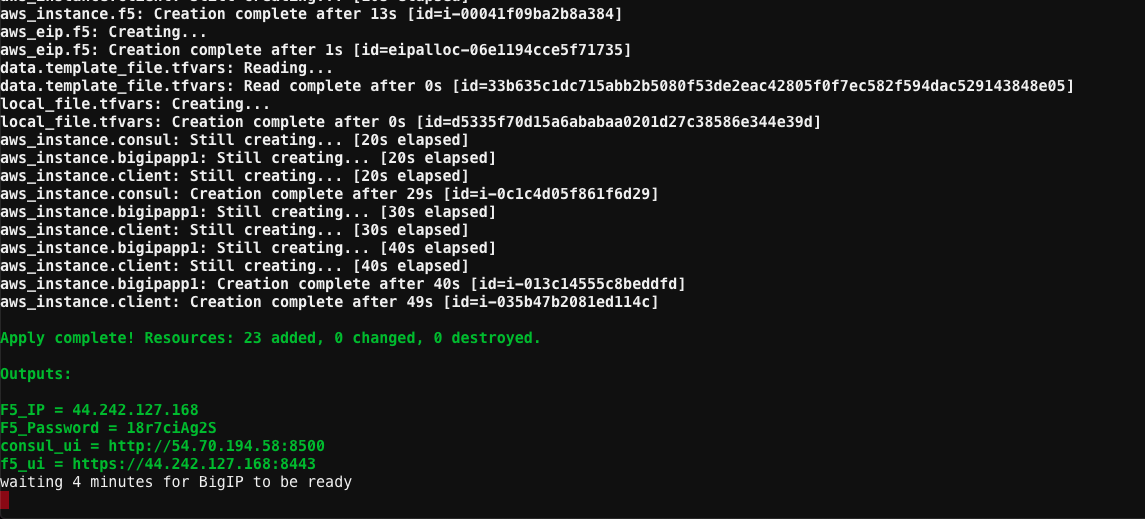 aws_instance.f5: Creation complete after 13s [id=i-00041f09ba2b8a384]
aws_eip.f5: Creating...
aws_eip.f5: Creation complete after 1s [id=eipalloc-06e1194cce5f71735]
data.template_file.tfvars: Reading...
data.template_file.tfvars: Read complete after 0s [id=33b635c1dc715abb2b5080f53de2eac42805f0f7ec582f594dac529143848e05]
local_file.tfvars: Creating...
local_file.tfvars: Creation complete after 0s [id=d5335f70d15a6ababaa0201d27c38586e344e39d]
aws_instance.consul: Still creating... [20s elapsed]
aws_instance.bigipapp1: Still creating... [20s elapsed]
aws_instance.client: Still creating... [20s elapsed]
aws_instance.consul: Creation complete after 29s [id=i-0c1c4d05f861f6d29]
aws_instance.bigipapp1: Still creating... [30s elapsed]
aws_instance.client: Still creating... [30s elapsed]
aws_instance.bigipapp1: Still creating... [40s elapsed]
aws_instance.client: Still creating... [40s elapsed]
aws_instance.bigipapp1: Creation complete after 40s [id=i-013c14555c8beddfd]
aws_instance.client: Creation complete after 49s [id=i-035b47b2081ed114c]
Apply complete! Resources: 23 added, 0 changed, 0 destroyed.
Outputs:
F5_IP = 44.242.127.168
F5_Password = 18r7ciAg2S
consul_ui = http://54.70.194.58:8500
f5_ui = https://44.242.127.168:8443
waiting 4 minutes for BigIP to be ready